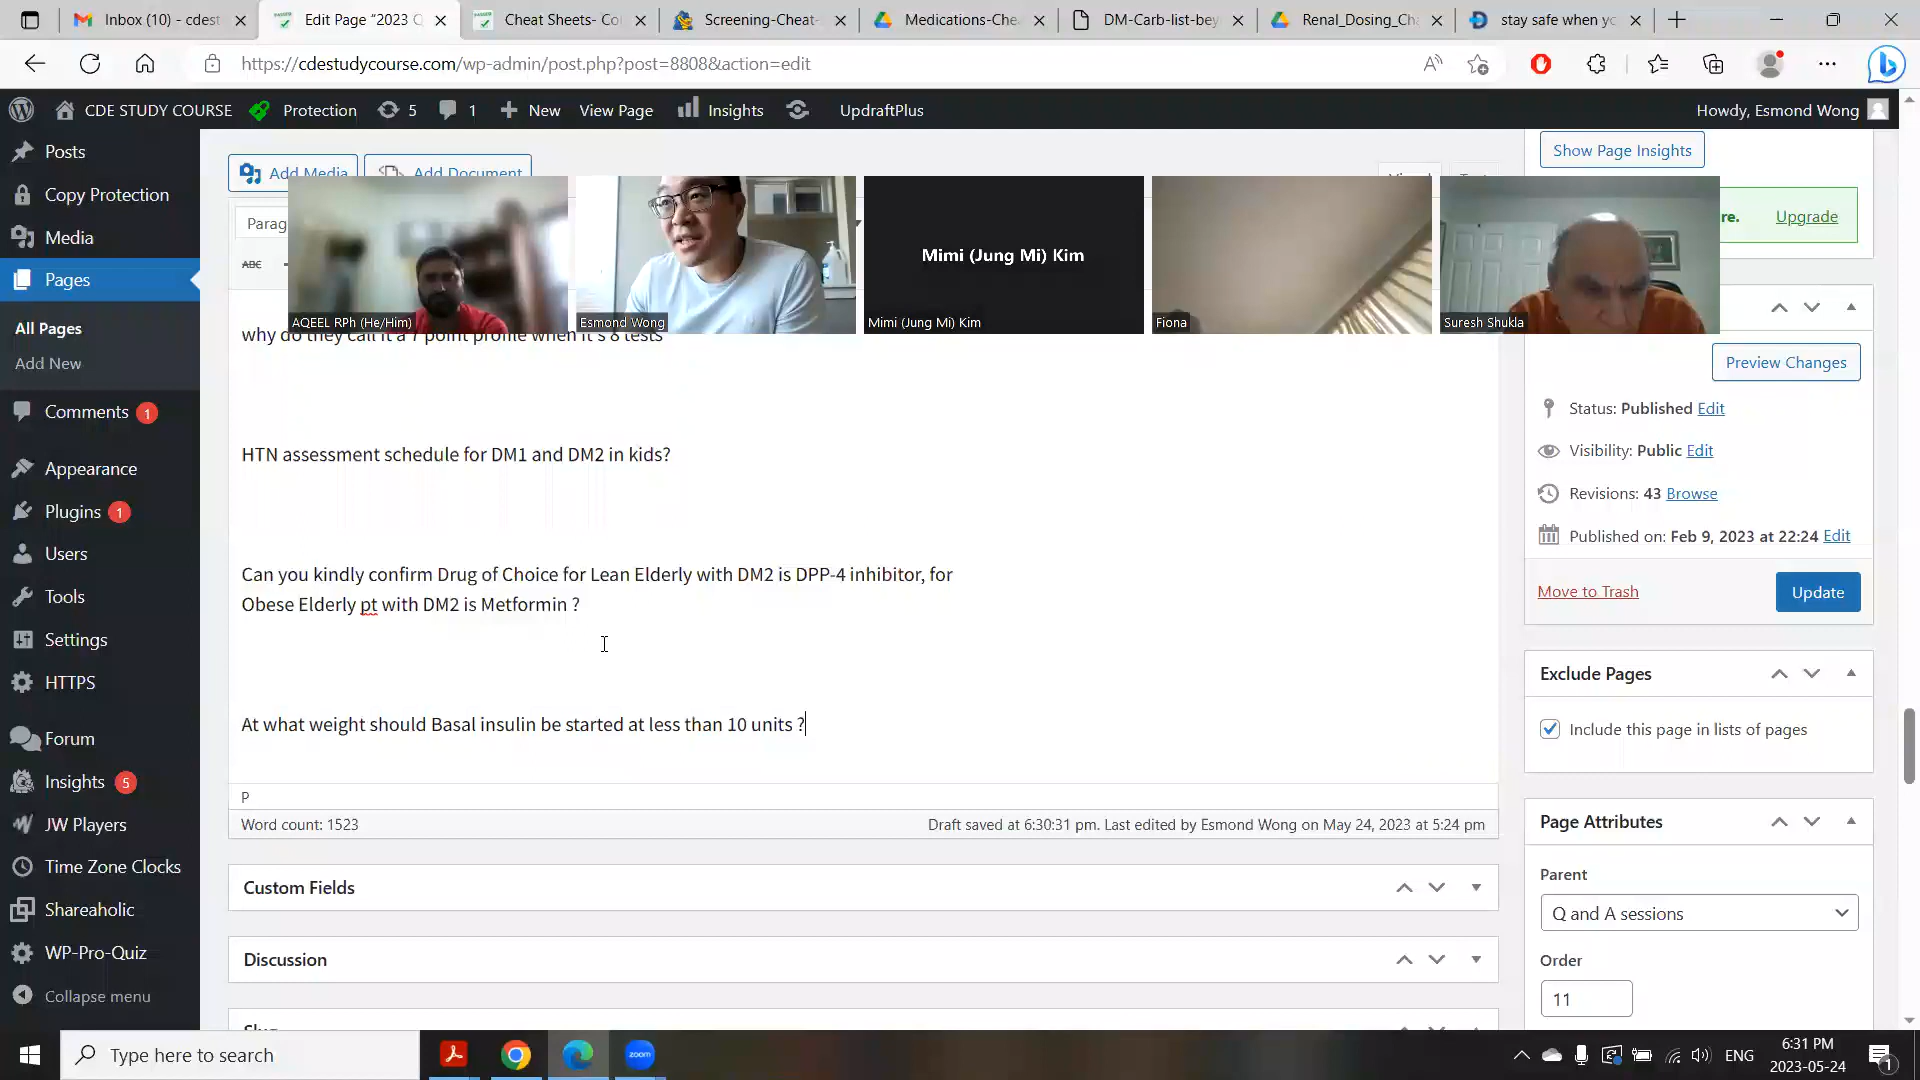 Inbox (10) - cdest
Edit Page “2023 Q
Cheat Sheets- Co
Screening-Cheat-
Medications-Che
DM-Carb-list-bey
Renal_Dosing_Ch
stay safe when yo
https://cdestudycourse.com/wp-admin/post.php?post=8808&action=edit
CDE STUDY COURSE
Protection
5
1
New
View Page
Insights
UpdraftPlus
Howdy, Esmond Wong
Posts
Copy Protection
Media
Pages
All Pages
Add New
Comments 1
Appearance
Plugins 1
Users
Tools
Settings
HTTPS
Forum
Insights 5
JW Players
Time Zone Clocks
Shareaholic
WP-Pro-Quiz
Collapse menu
Add Media
Add Document
Parag
ABC
AQEEL RPh (He/Him)
Esmond Wong
Mimi (Jung Mi) Kim
Mimi (Jung Mi) Kim
Fiona
Suresh Shukla
why do they call it a 7 point profile when it's 8 tests
HTN assessment schedule for DM1 and DM2 in kids?
Can you kindly confirm Drug of Choice for Lean Elderly with DM2 is DPP-4 inhibitor, for
Obese Elderly pt with DM2 is Metformin ?
At what weight should Basal insulin be started at less than 10 units ?
P
Word count: 1523
Draft saved at 6:30:31 pm. Last edited by Esmond Wong on May 24, 2023 at 5:24 pm
Custom Fields
Discussion
Show Page Insights
re.
Upgrade
Preview Changes
Status: Published Edit
Visibility: Public Edit
Revisions: 43 Browse
Published on: Feb 9, 2023 at 22:24 Edit
Move to Trash
Update
Exclude Pages
Include this page in lists of pages
Page Attributes
Parent
Q and A sessions
Order
11
Type here to search
zoom
ENG
6:31 PM
2023-05-24
1